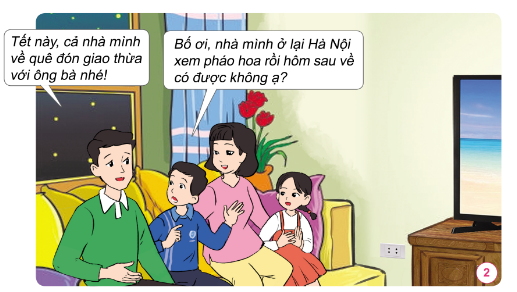 Tết này, cả nhà mình
về quê đón giao thừa
với ông bà nhé!
Bố ơi, nhà mình ở lại Hà Nội
xem pháo hoa rồi hôm sau về
có được không ạ?
2